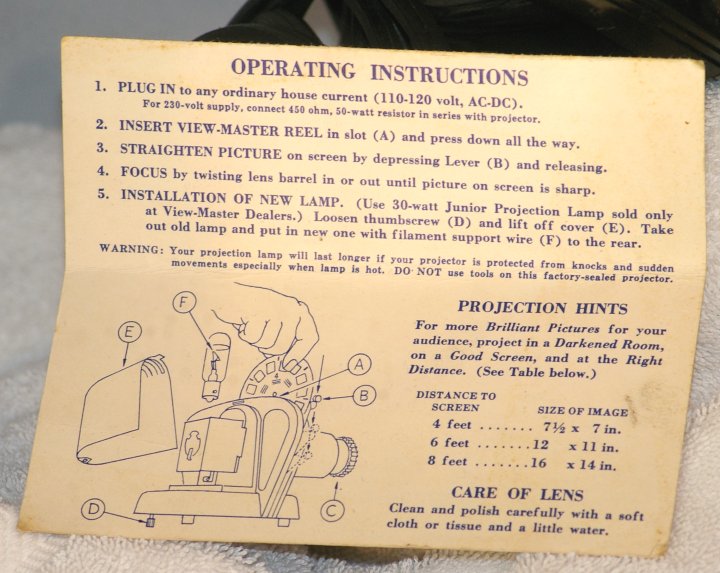 OPERATING INSTRUCTIONS
1. PLUG IN to any ordinary house current (110-120 volt, AC-DC).
For 230-volt supply, connect 450 ohm, 50-watt resistor in series with projector.
2. INSERT VIEW-MASTER REEL in slot (A) and press down all the way.
3. STRAIGHTEN PICTURE on screen by depressing Lever (B) and releasing.
4. FOCUS by twisting lens barrel in or out until picture on screen is sharp.
5. INSTALLATION OF NEW LAMP. (Use 30-watt Junior Projection Lamp sold only
at View-Master Dealers.) Loosen thumbscrew (D) and lift off cover (E). Take
out old lamp and put in new one with filament support wire (F) to the rear.
WARNING: Your projection lamp will last longer if your projector is protected from knocks and sudden
movements especially when lamp is hot. DO NOT use tools on this factory-sealed projector.
F
E
A
B
D
C
PROJECTION HINTS
For more Brilliant Pictures for your
audience, project in a Darkened Room,
on a Good Screen, and at the Right
Distance. (See Table below.)
DISTANCE TO
SCREEN SIZE OF IMAGE
4 feet ....... 7½ x 7 in.
6 feet ....... 12 x 11 in.
8 feet ....... 16 x 14 in.
CARE OF LENS
Clean and polish carefully with a soft
cloth or tissue and a little water.